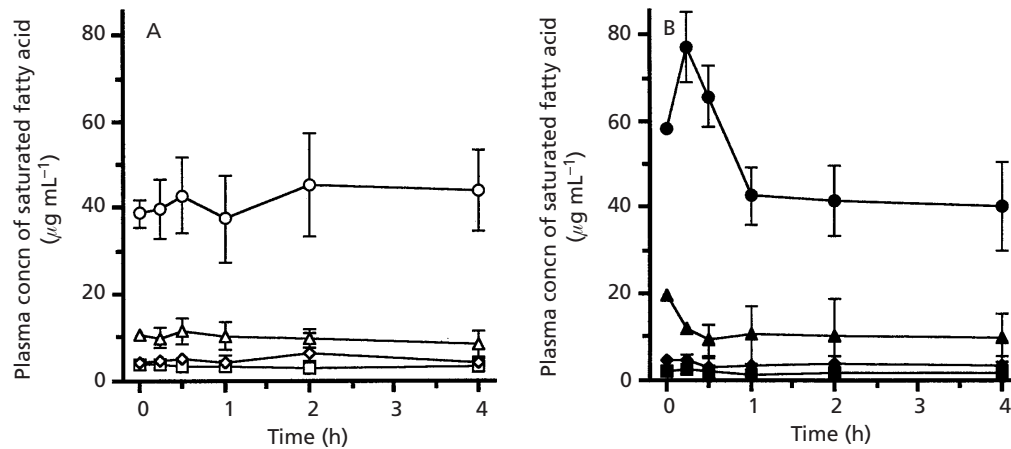 Plasma concn of saturated fatty acid
(µg mL⁻¹)
A
80
60
40
20
0
0 1 2 3 4
Time (h)
Plasma concn of saturated fatty acid
(µg mL⁻¹)
B
80
60
40
20
0
0 1 2 3 4
Time (h)